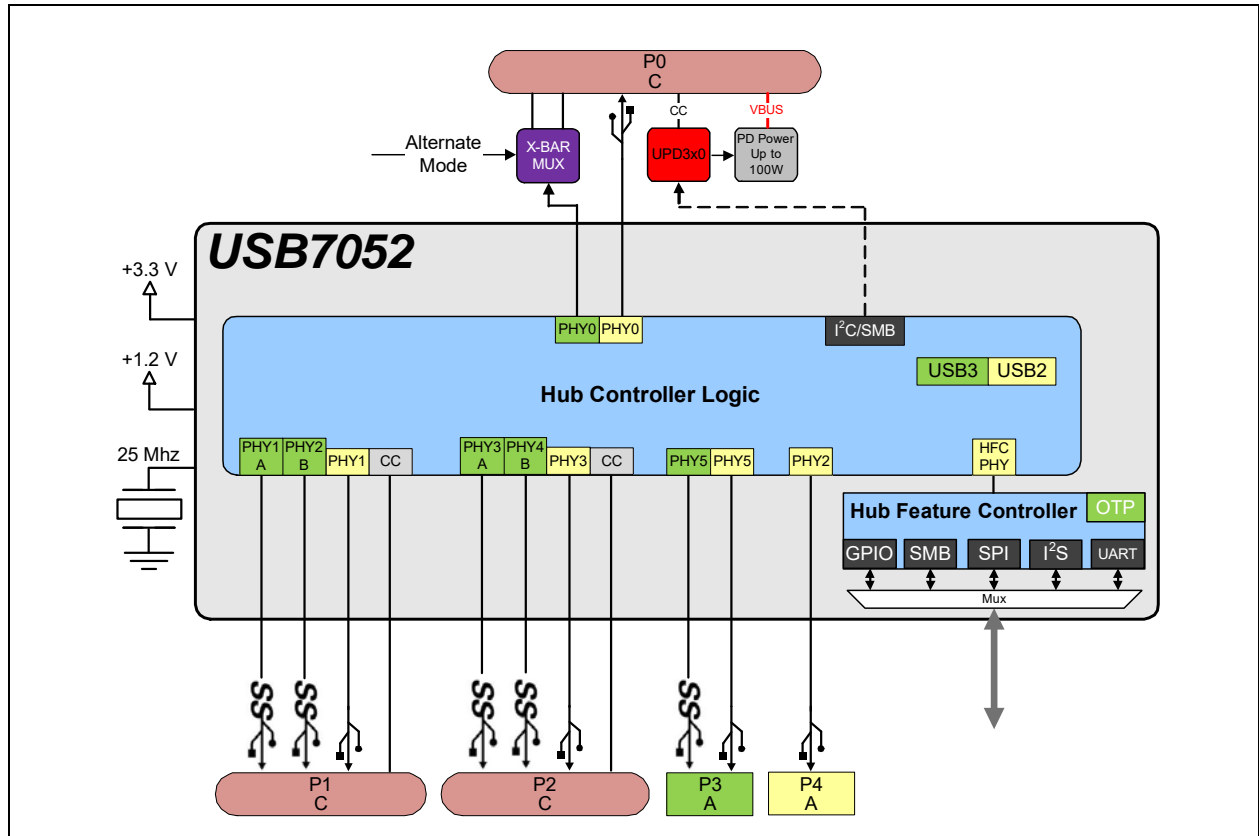 P0
C
CC
VBUS
Alternate
Mode
X-BAR
MUX
UPD3x0
PD Power
Up to
100W
USB7052
+3.3 V
+1.2 V
25 Mhz
PHY0
PHY0
I²C/SMB
USB3
USB2
Hub Controller Logic
PHY1
A
PHY2
B
PHY1
CC
PHY3
A
PHY4
B
PHY3
CC
PHY5
PHY5
PHY2
HFC
PHY
Hub Feature Controller
OTP
GPIO
SMB
SPI
I²S
UART
Mux
SS
SS
SS
SS
SS
P1
C
P2
C
P3
A
P4
A